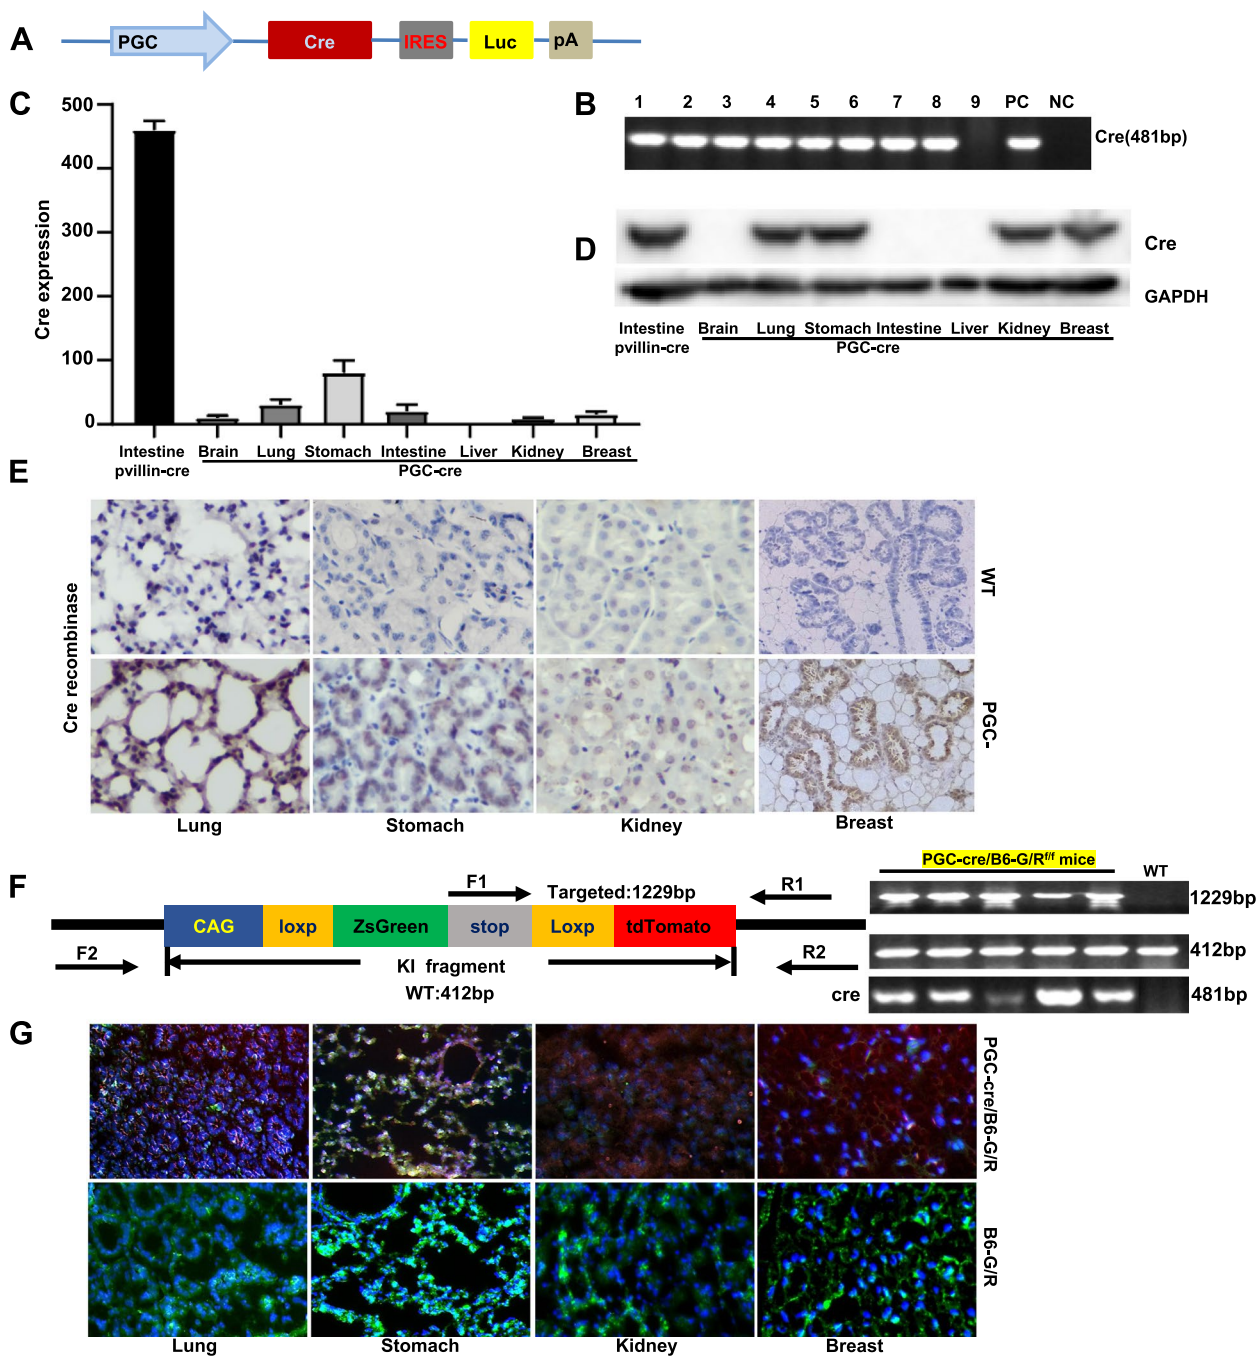 A
PGC
Cre
IRES
Luc
pA
C
500
400
300
200
100
0
Cre expression
Intestine
pvillin-cre
Brain
Lung
Stomach
Intestine
Liver
Kidney
Breast
PGC-cre
B
1 2 3 4 5 6 7 8 9 PC NC
Cre(481bp)
D
Cre
GAPDH
Intestine
pvillin-cre
Brain
Lung
Stomach
Intestine
Liver
Kidney
Breast
PGC-cre
E
Cre recombinase
WT
PGC-
Lung
Stomach
Kidney
Breast
F
F1
Targeted:1229bp
R1
CAG
loxp
ZsGreen
stop
Loxp
tdTomato
F2
KI fragment
R2
WT:412bp
PGC-cre/B6-G/Rf/f mice
WT
1229bp
412bp
cre
481bp
G
PGC-cre/B6-G/R
B6-G/R
Lung
Stomach
Kidney
Breast